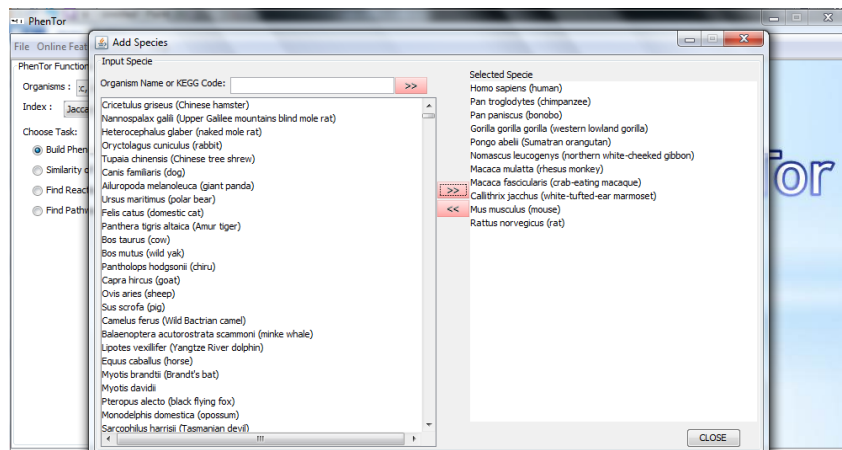 PhenTor
File Online Feat
PhenTor Function
Organisms :
Index : Jacca
Choose Task:
Build Phen
Similarity o
Find React
Find Pathw
Add Species
Input Specie
Organism Name or KEGG Code:
>>
Cricetulus griseus (Chinese hamster)
Nannospalax galili (Upper Galilee mountains blind mole rat)
Heterocephalus glaber (naked mole rat)
Oryctolagus cuniculus (rabbit)
Tupaia chinensis (Chinese tree shrew)
Canis familiaris (dog)
Ailuropoda melanoleuca (giant panda)
Ursus maritimus (polar bear)
Felis catus (domestic cat)
Panthera tigris altaica (Amur tiger)
Bos taurus (cow)
Bos mutus (wild yak)
Pantholops hodgsonii (chiru)
Capra hircus (goat)
Ovis aries (sheep)
Sus scrofa (pig)
Camelus ferus (Wild Bactrian camel)
Balaenoptera acutorostrata scammoni (minke whale)
Lipotes vexillifer (Yangtze River dolphin)
Equus caballus (horse)
Myotis brandtii (Brandt's bat)
Myotis davidii
Pteropus alecto (black flying fox)
Monodelphis domestica (opossum)
Sarcophilus harrisii (Tasmanian devil)
>>
<<
Selected Specie
Homo sapiens (human)
Pan troglodytes (chimpanzee)
Pan paniscus (bonobo)
Gorilla gorilla gorilla (western lowland gorilla)
Pongo abelii (Sumatran orangutan)
Nomascus leucogenys (northern white-cheeked gibbon)
Macaca mulatta (rhesus monkey)
Macaca fascicularis (crab-eating macaque)
Callithrix jacchus (white-tufted-ear marmoset)
Mus musculus (mouse)
Rattus norvegicus (rat)
CLOSE
Tor